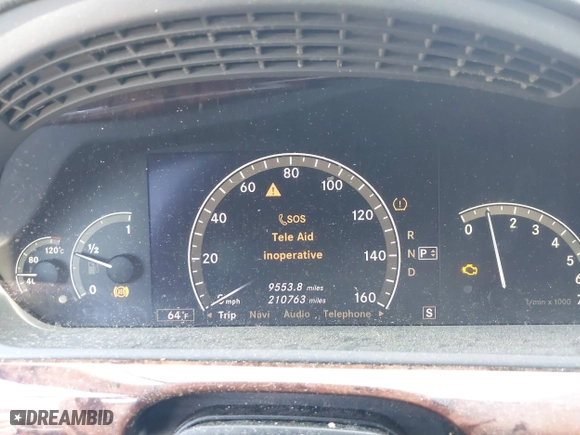 80 120°c
4L
1
1/2
0
20 40 60 80 100 120 140 160
SOS
Tele Aid
inoperative
9553.8 miles
210763 miles
0 mph
64°F
Trip Navi Audio Telephone
R
N P
D
S
0 1 2 3 4 5 6
1/min x 1000
DREAMBID